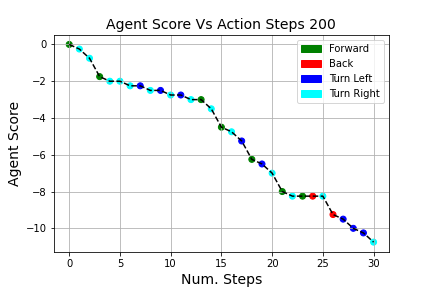 Agent Score Vs Action Steps 200
0
−2
−4
−6
−8
−10
Agent Score
Forward
Back
Turn Left
Turn Right
0 5 10 15 20 25 30
Num. Steps